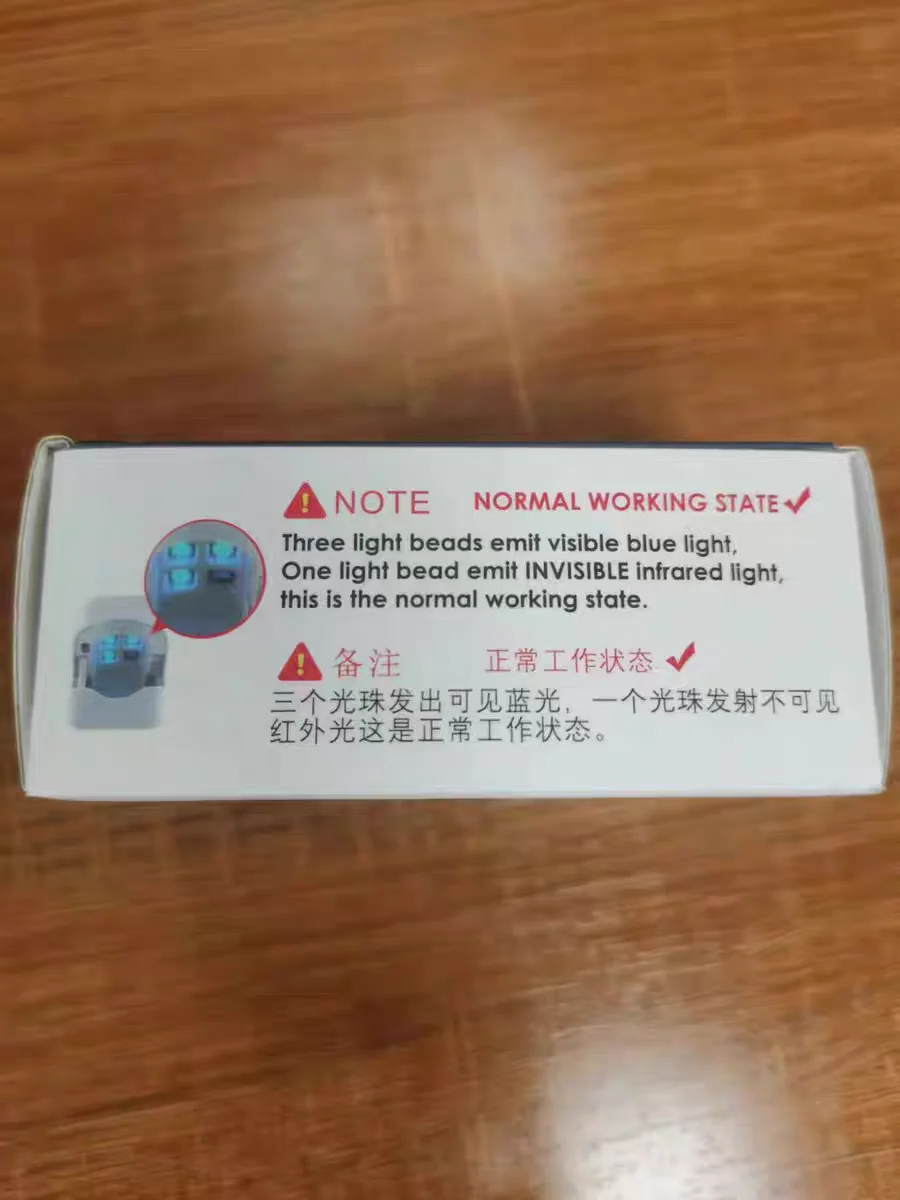 NOTE NORMAL WORKING STATE
Three light beads emit visible blue light,
One light bead emit INVISIBLE infrared light,
this is the normal working state.
备注 正常工作状态
三个光珠发出可见蓝光，一个光珠发射不可见
红外光这是正常工作状态。